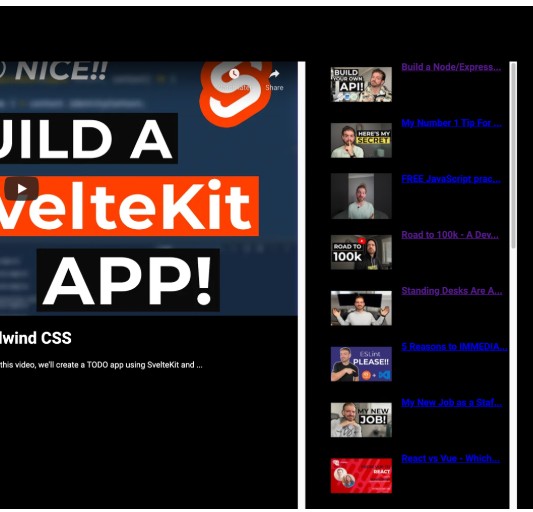 NICE!!
Share
UILD A
velteKit
APP!
lwind CSS
this video, we'll create a TODO app using SvelteKit and ...
BUILD
YOUR OWN
API!
Build a Node/Express...
HERE'S MY
SECRET
My Number 1 Tip For ...
FREE JavaScript prac...
ROAD TO
100k
Road to 100k - A Dev...
Standing Desks Are A...
ESLint
PLEASE!!
5 Reasons to IMMEDIA...
MY NEW
JOB!
My New Job as a Staf...
REACT
React vs Vue - Which...